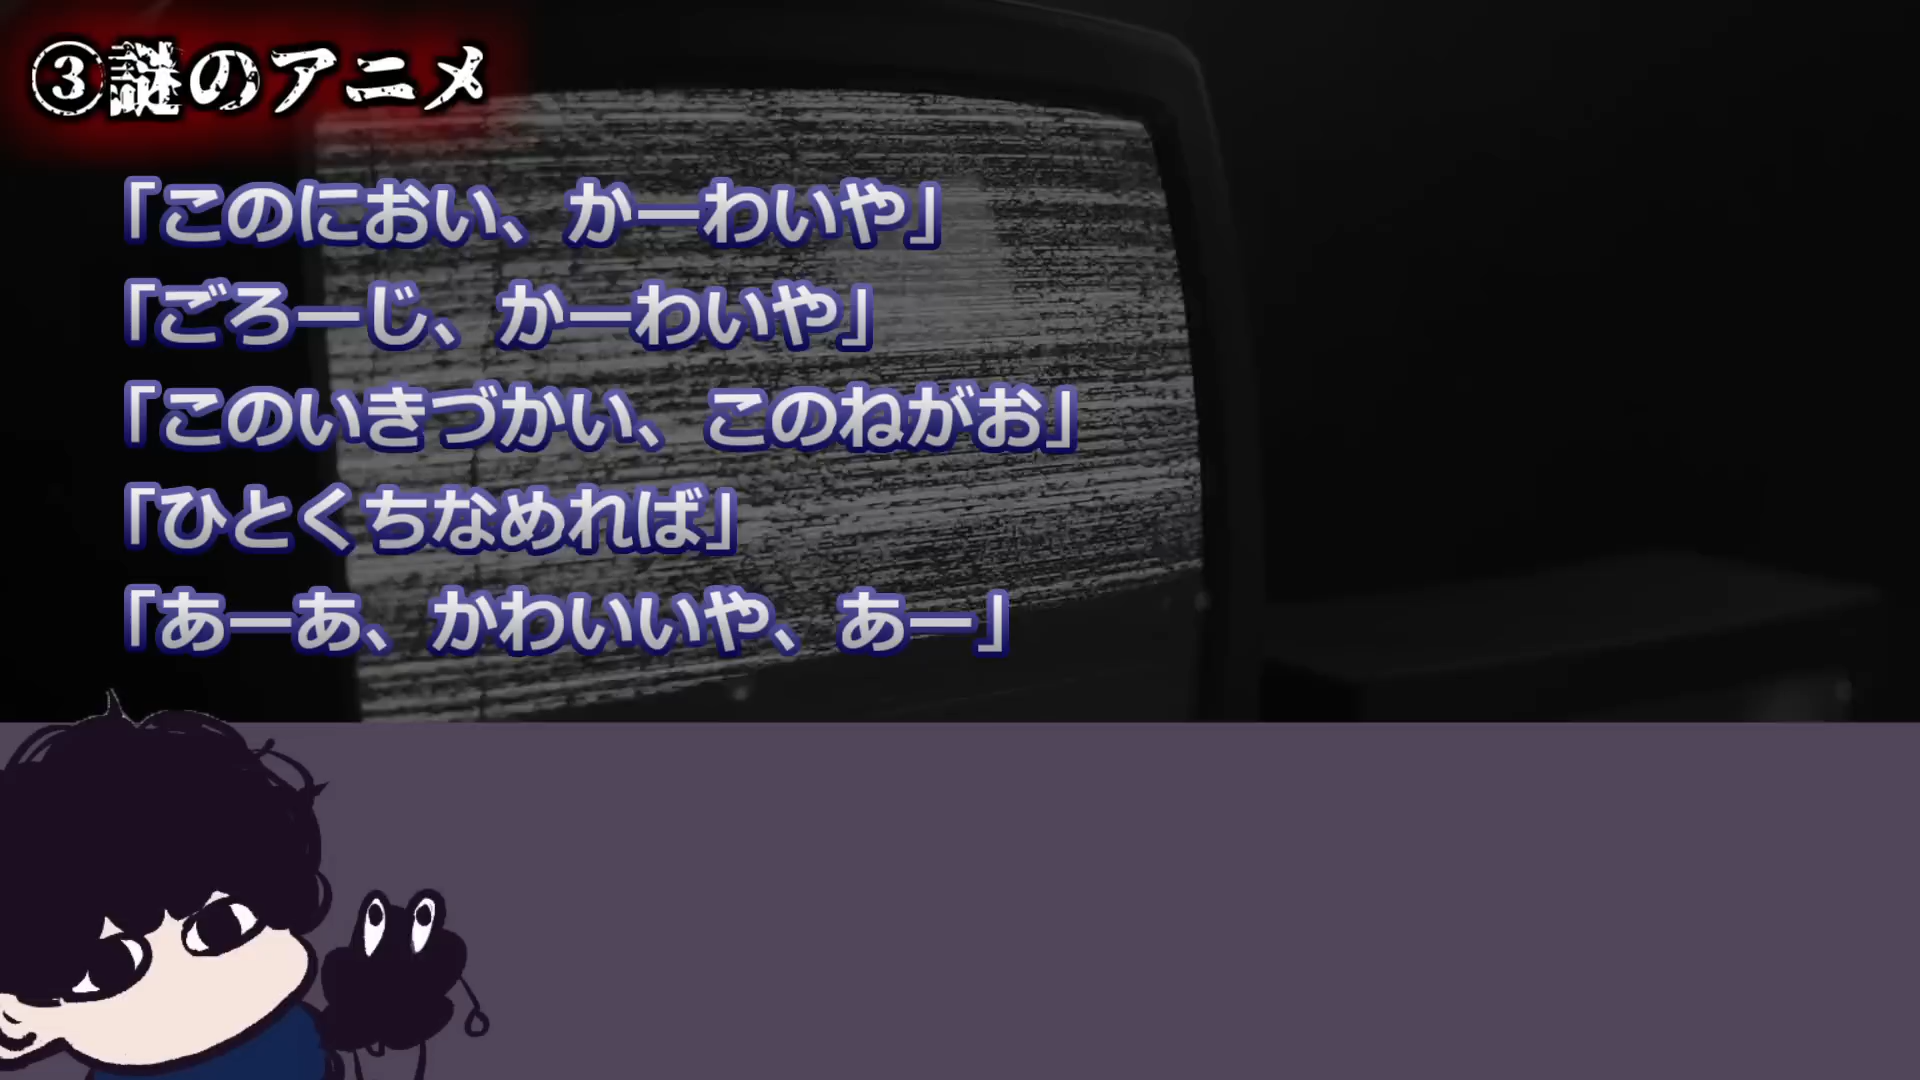 ③謎のアニメ
「このにおい、かーわいや」
「ごろーじ、かーわいや」
「このいきづかい、このねがお」
「ひとくちなめれば」
「あーあ、かわいいや、あー」